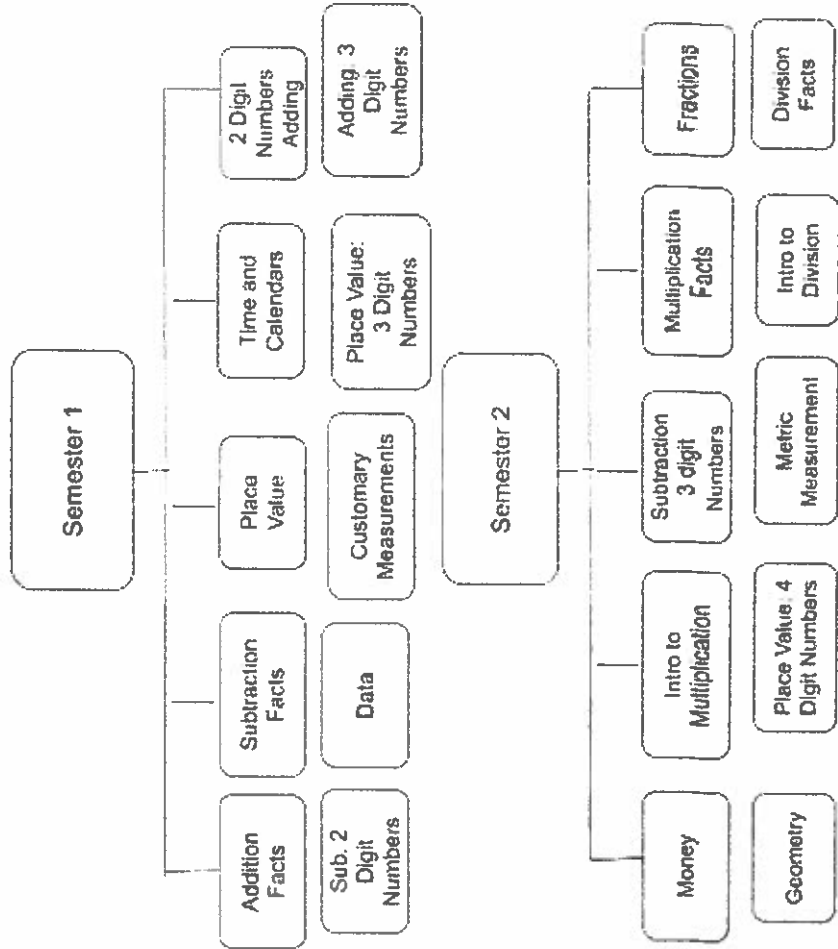 Semester 1
Addition
Facts
Subtraction
Facts
Place
Value
Time and
Calendars
2 Digit
Numbers
Adding
Sub. 2
Digit
Numbers
Data
Customary
Measurements
Place Value:
3 Digit
Numbers
Adding: 3
Digit
Numbers
Semester 2
Money
Intro to
Multiplication
Subtraction
3 digit
Numbers
Multiplication
Facts
Fractions
Geometry
Place Value: 4
Digit Numbers
Metric
Measurement
Intro to
Division
Division
Facts